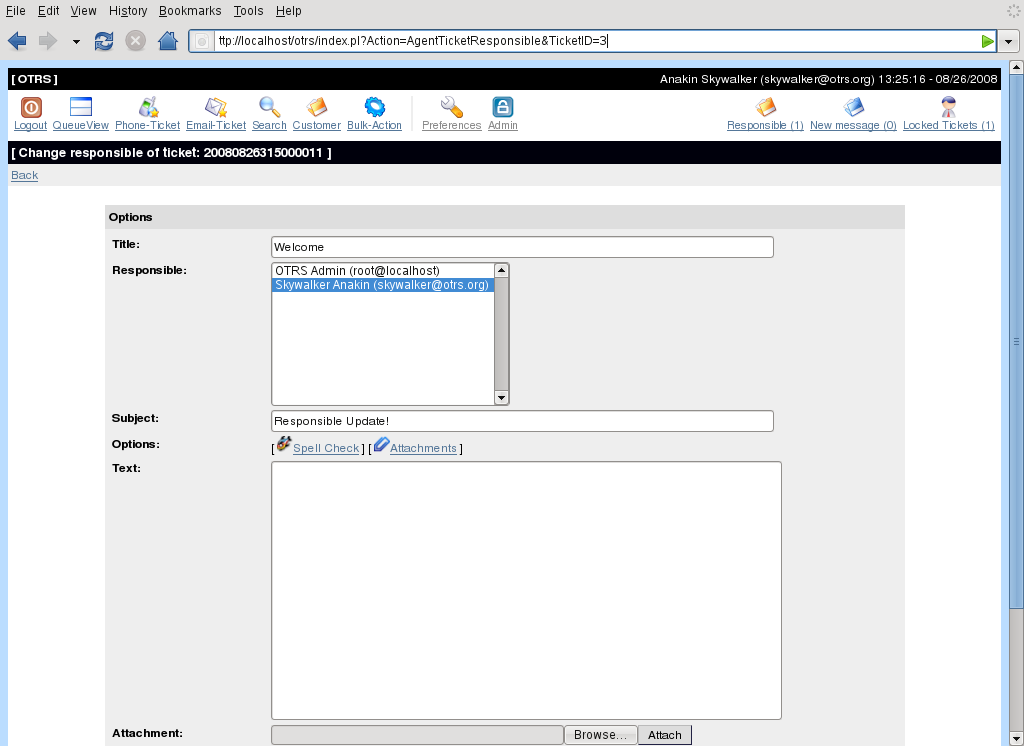 File Edit View History Bookmarks Tools Help
ttp://localhost/otrs/index.pl?Action=AgentTicketResponsible&TicketID=3
[ OTRS ] Anakin Skywalker (skywalker@otrs.org) 13:25:16 - 08/26/2008
Logout QueueView Phone-Ticket Email-Ticket Search Customer Bulk-Action Preferences Admin Responsible (1) New message (0) Locked Tickets (1)
[ Change responsible of ticket: 20080826315000011 ]
Back
Options
Title: Welcome
Responsible: OTRS Admin (root@localhost)
Skywalker Anakin (skywalker@otrs.org)
Subject: Responsible Update!
Options: [ Spell Check ] [ Attachments ]
Text:
Attachment: Browse... Attach